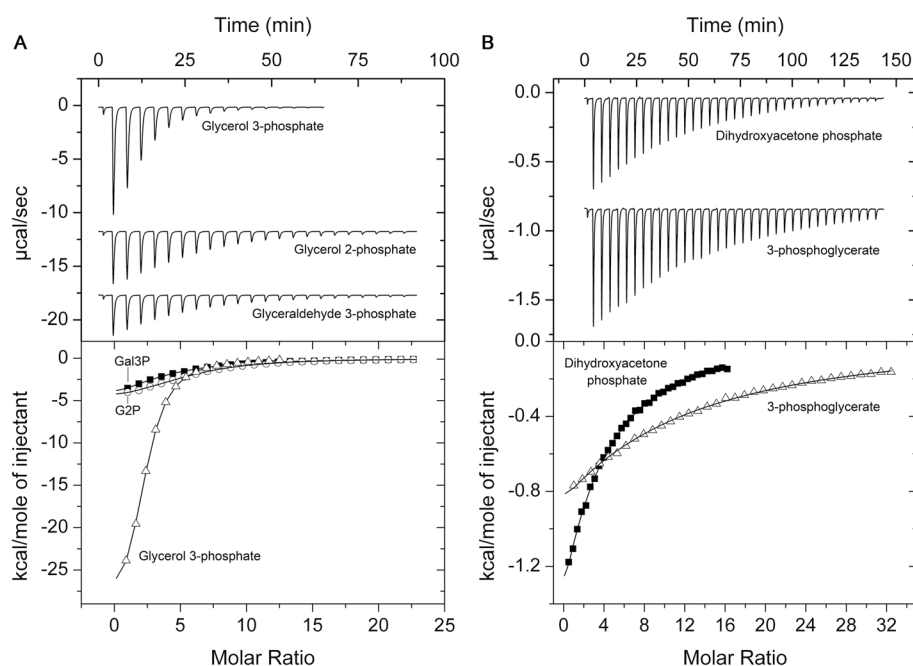 A
Time (min)
0 25 50 75 100
0
-5
-10
-15
-20
µcal/sec
Glycerol 3-phosphate
Glycerol 2-phosphate
Glyceraldehyde 3-phosphate
0
-5
-10
-15
-20
-25
kcal/mole of injectant
Gal3P
G2P
Glycerol 3-phosphate
0 5 10 15 20 25
Molar Ratio
B
Time (min)
0 25 50 75 100 125 150
0.0
-0.5
-1.0
-1.5
0.0
µcal/sec
Dihydroxyacetone phosphate
3-phosphoglycerate
-0.4
-0.8
-1.2
kcal/mole of injectant
Dihydroxyacetone
phosphate
3-phosphoglycerate
0 4 8 12 16 20 24 28 32
Molar Ratio